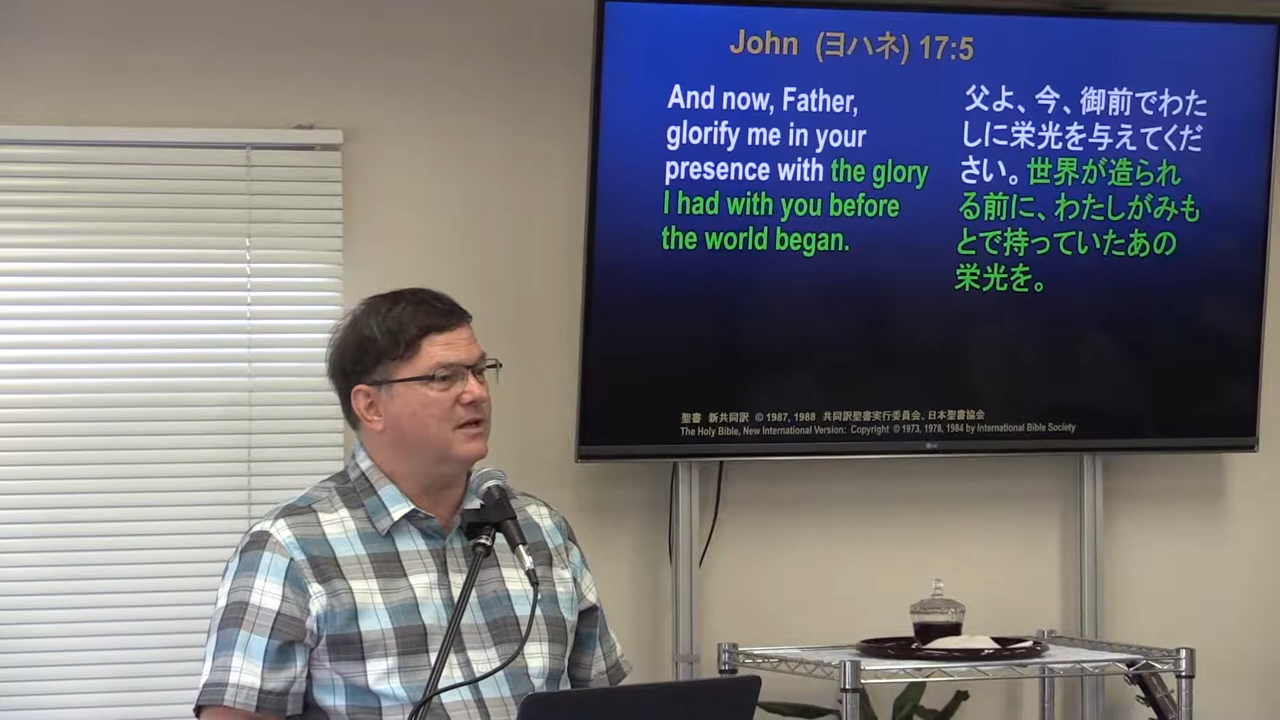 John (ヨハネ) 17:5
And now, Father,
glorify me in your
presence with the glory
I had with you before
the world began.
父よ、今、御前でわた
しに栄光を与えてくだ
さい。世界が造られ
る前に、わたしがみも
とで持っていたあの
栄光を。
聖書 新共同訳 © 1987, 1988 共同訳聖書実行委員会、日本聖書協会
The Holy Bible, New International Version: Copyright © 1973, 1978, 1984 by International Bible Society
LG